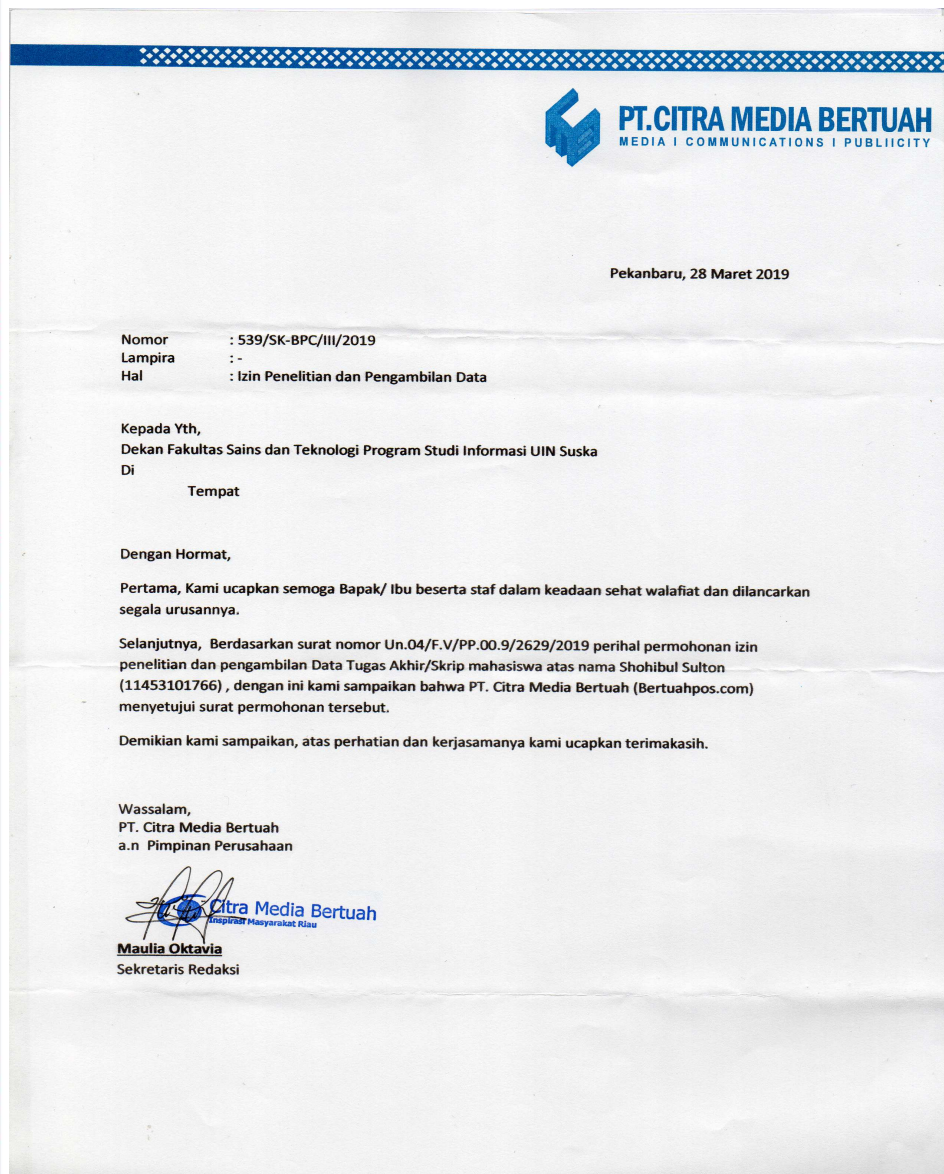 PT.CITRA MEDIA BERTUAH
MEDIA I COMMUNICATIONS I PUBLIICITY
Pekanbaru, 28 Maret 2019
Nomor : 539/SK-BPC/III/2019
Lampira : -
Hal : Izin Penelitian dan Pengambilan Data
Kepada Yth,
Dekan Fakultas Sains dan Teknologi Program Studi Informasi UIN Suska
Di
Tempat
Dengan Hormat,
Pertama, Kami ucapkan semoga Bapak/ Ibu beserta staf dalam keadaan sehat walafiat dan dilancarkan
segala urusannya.
Selanjutnya, Berdasarkan surat nomor Un.04/F.V/PP.00.9/2629/2019 perihal permohonan izin
penelitian dan pengambilan Data Tugas Akhir/Skrip mahasiswa atas nama Shohibul Sulton
(11453101766) , dengan ini kami sampaikan bahwa PT. Citra Media Bertuah (Bertuahpos.com)
menyetujui surat permohonan tersebut.
Demikian kami sampaikan, atas perhatian dan kerjasamanya kami ucapkan terimakasih.
Wassalam,
PT. Citra Media Bertuah
a.n Pimpinan Perusahaan
Citra Media Bertuah
Inspirasi Masyarakat Riau
Maulia Oktavia
Sekretaris Redaksi